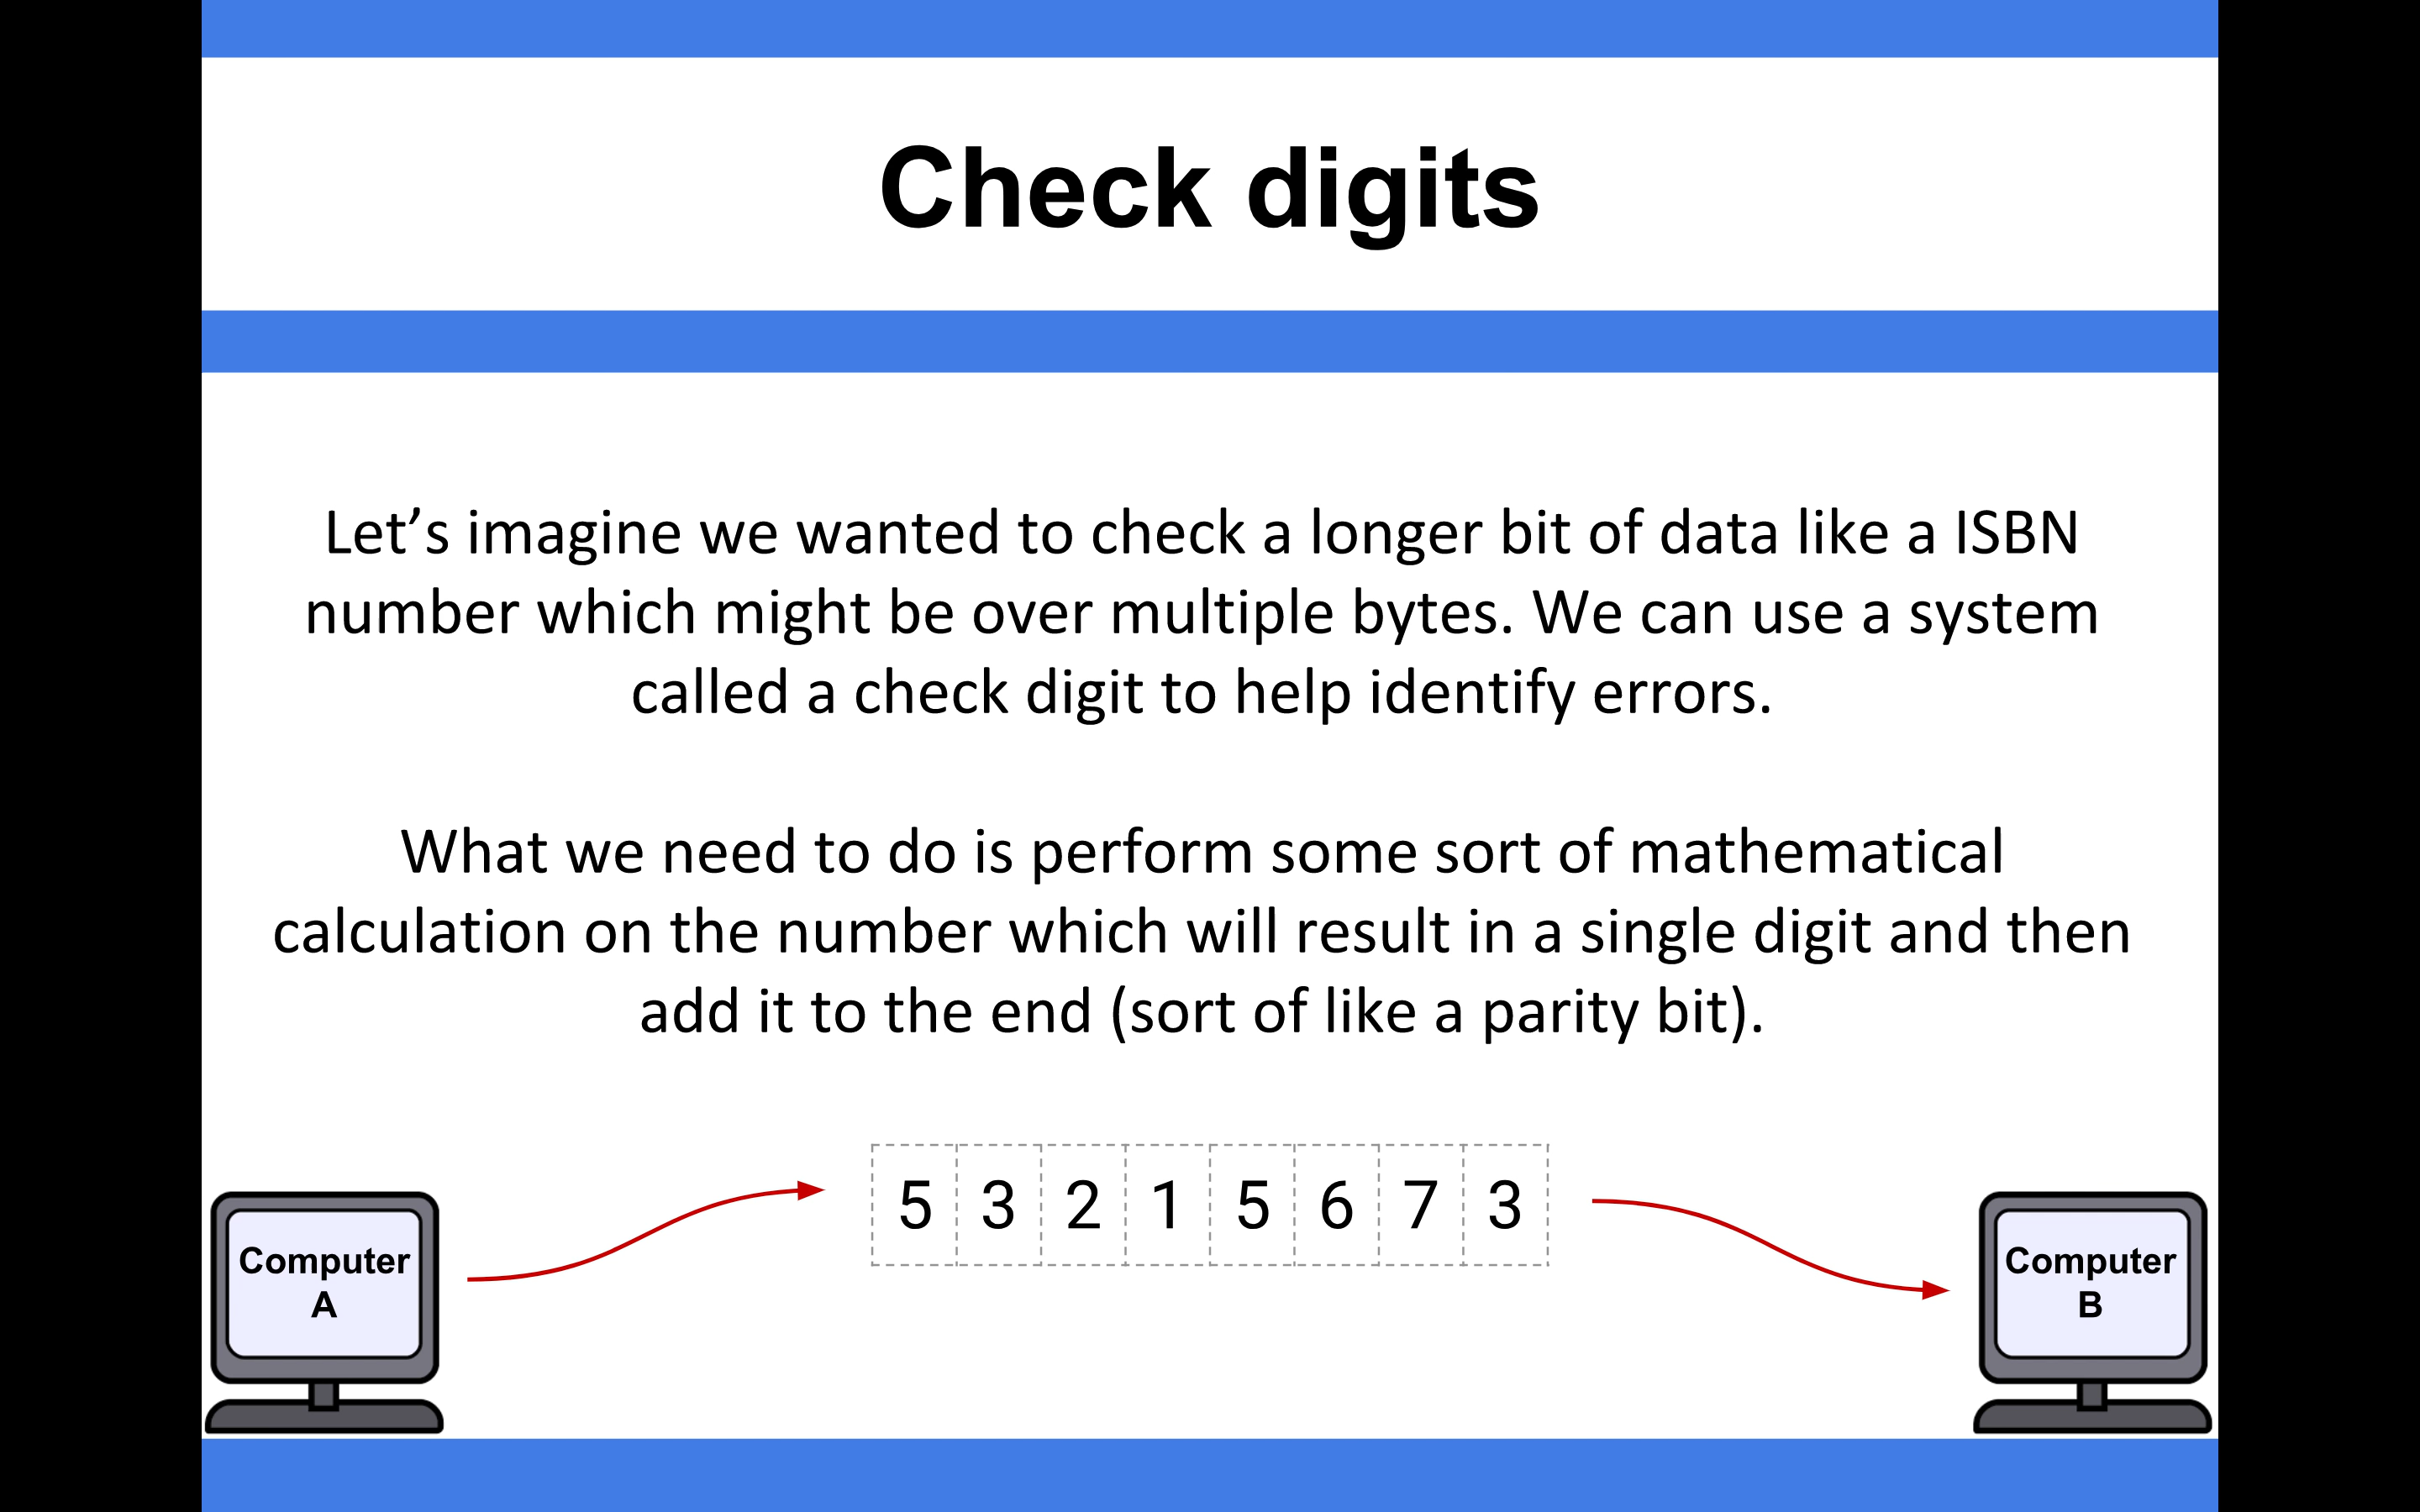 Check digits
Let’s imagine we wanted to check a longer bit of data like a ISBN
number which might be over multiple bytes. We can use a system
called a check digit to help identify errors.
What we need to do is perform some sort of mathematical
calculation on the number which will result in a single digit and then
add it to the end (sort of like a parity bit).
5 3 2 1 5 6 7 3
Computer
A
Computer
B